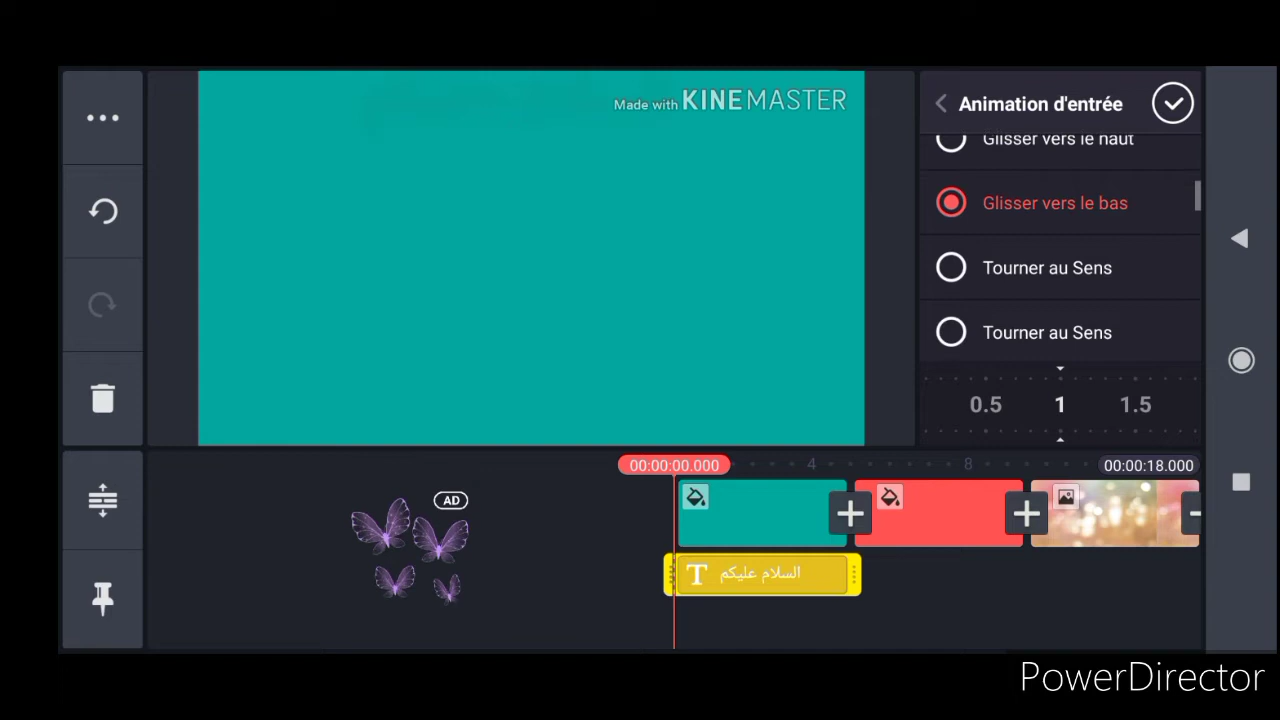 Made with KINEMASTER
Animation d'entrée
Glisser vers le haut
Glisser vers le bas
Tourner au Sens
Tourner au Sens
0.5 1 1.5
00:00:00.000 4 8 00:00:18.000
AD
T السلام عليكم
PowerDirector